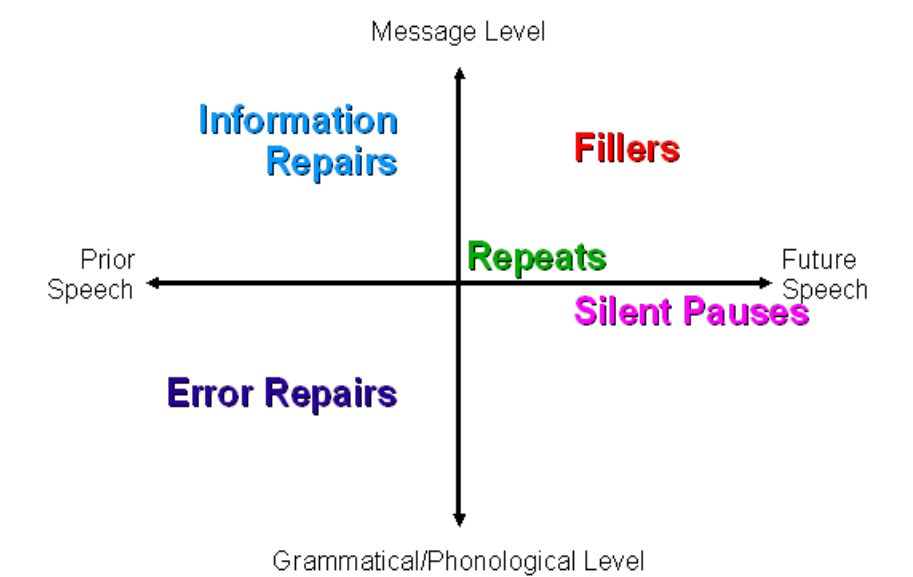 Message Level
Information
Repairs
Fillers
Repeats
Prior
Speech
Future
Speech
Silent Pauses
Error Repairs
Grammatical/Phonological Level